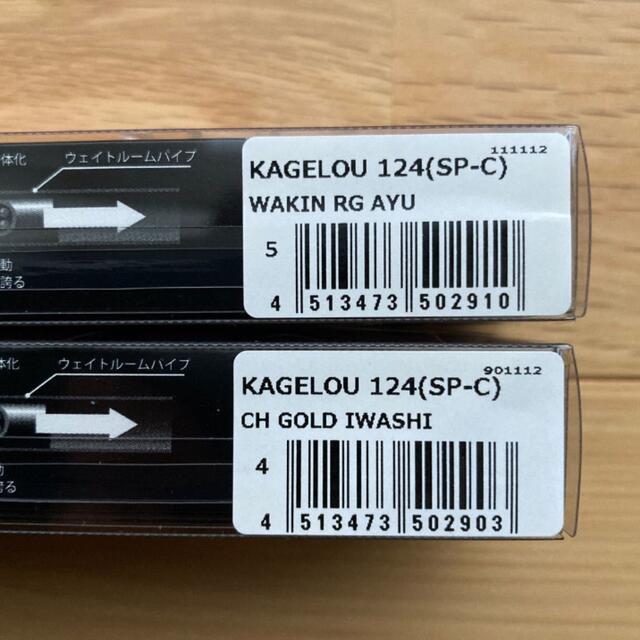 体化 ウェイトルームパイプ
動
誇る
111112
KAGELOU 124(SP-C)
WAKIN RG AYU
5
4 513473 502910
体化 ウェイトルームパイプ
動
誇る
901112
KAGELOU 124(SP-C)
CH GOLD IWASHI
4
4 513473 502903